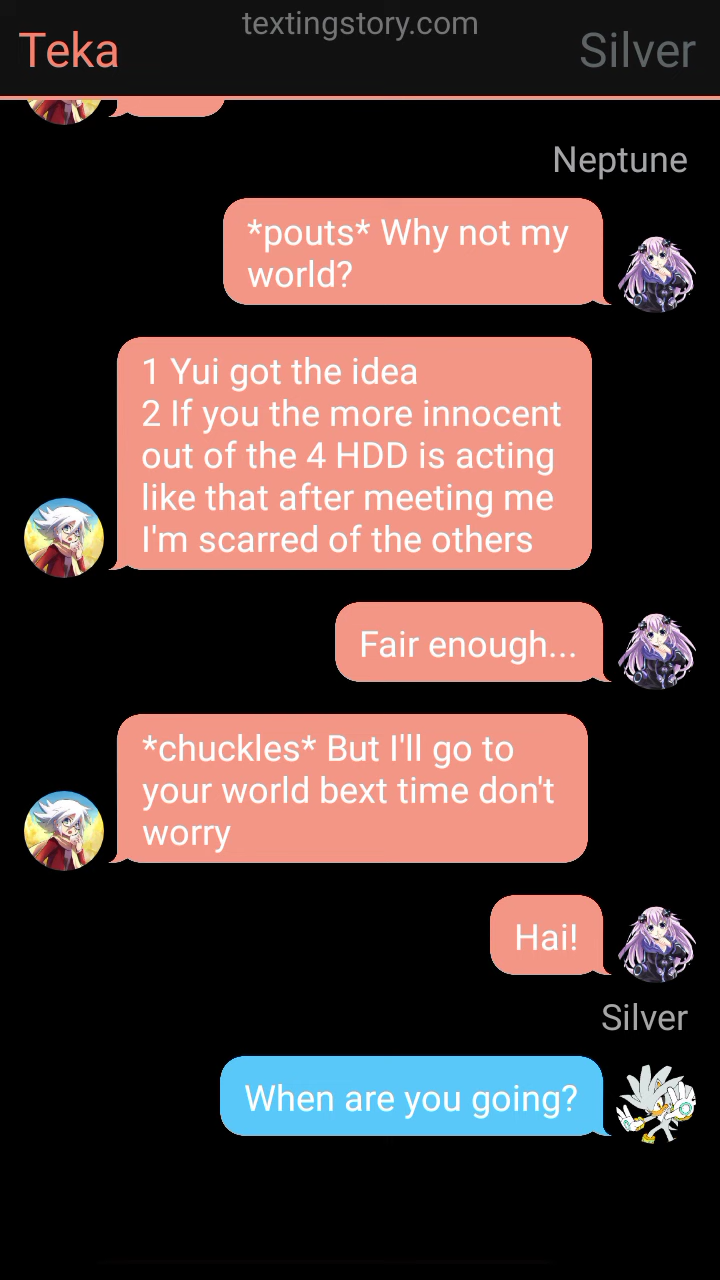 textingstory.com
Teka
Silver
Neptune
*pouts* Why not my
world?
1 Yui got the idea
2 If you the more innocent
out of the 4 HDD is acting
like that after meeting me
I'm scarred of the others
Fair enough...
*chuckles* But I'll go to
your world bext time don't
worry
Hai!
Silver
When are you going?